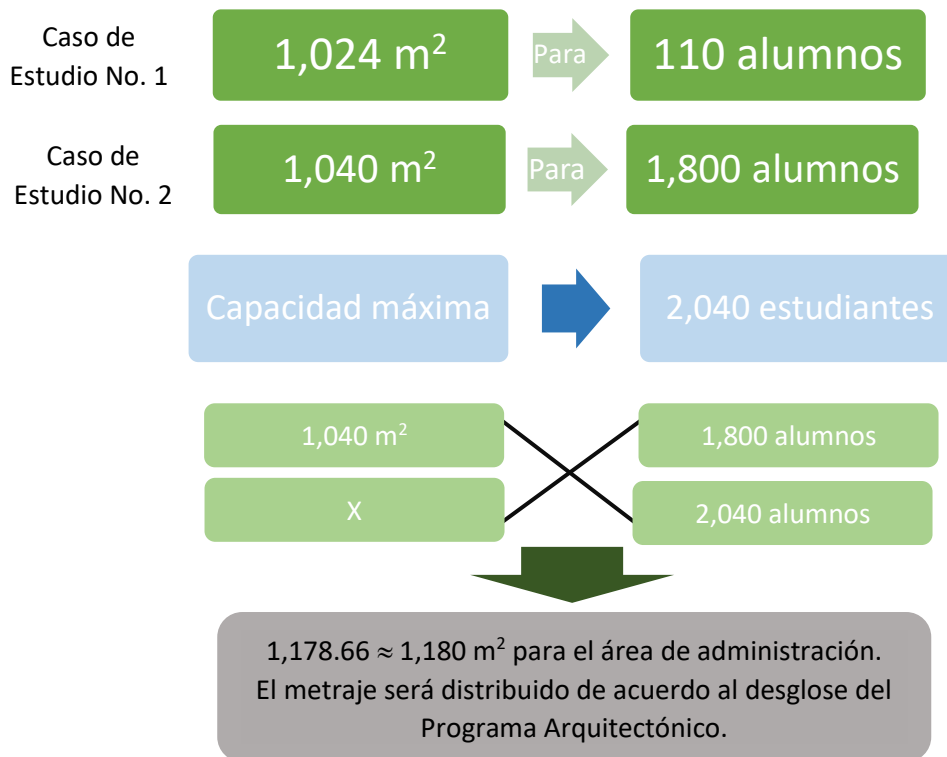 Caso de
Estudio No. 1
1,024 m²
Para
110 alumnos
Caso de
Estudio No. 2
1,040 m²
Para
1,800 alumnos
Capacidad máxima
2,040 estudiantes
1,040 m²
1,800 alumnos
X
2,040 alumnos
1,178.66 ≈ 1,180 m² para el área de administración.
El metraje será distribuido de acuerdo al desglose del
Programa Arquitectónico.